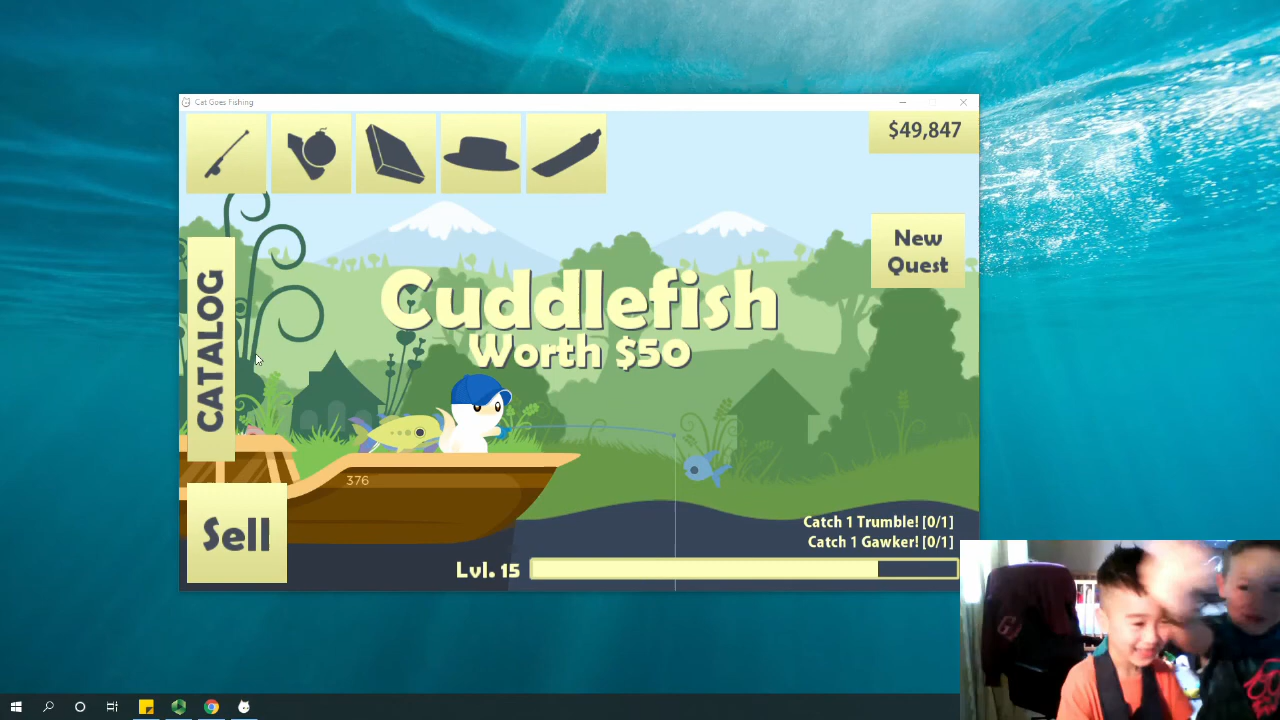 Cat Goes Fishing
$49,847
New
Quest
CATALOG
Cuddlefish
Worth $50
376
Sell
Catch 1 Trumble! [0/1]
Catch 1 Gawker! [0/1]
Lvl. 15